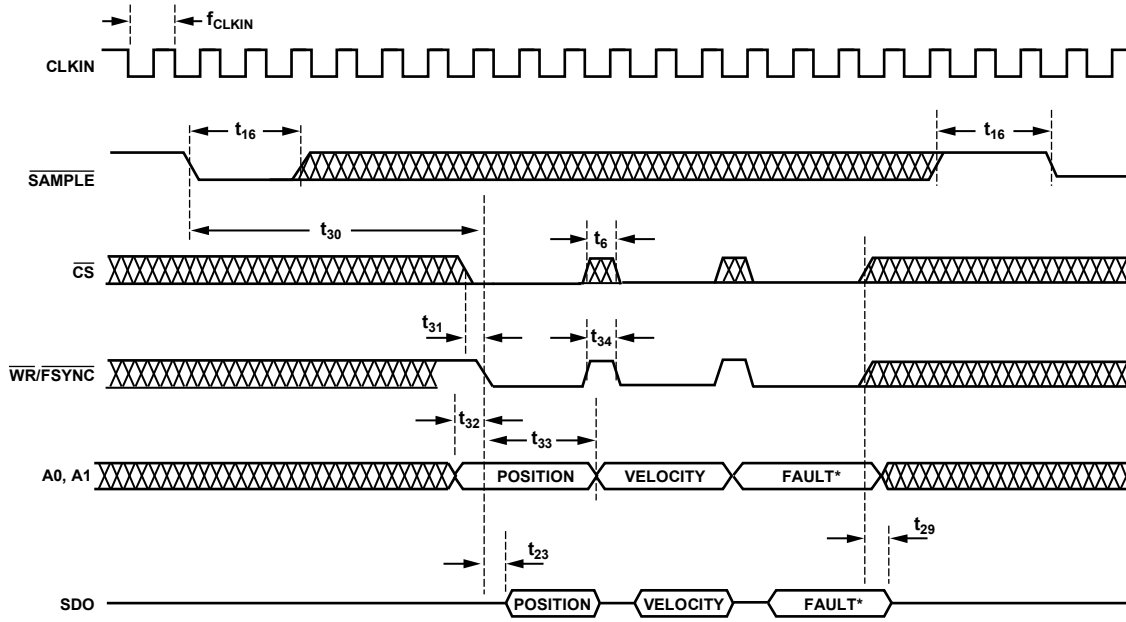 fCLKIN
CLKIN
t16
t16
SAMPLE
t30
t6
CS
t31
t34
WR/FSYNC
t32
t33
A0, A1
POSITION
VELOCITY
FAULT*
t29
t23
SDO
POSITION
VELOCITY
FAULT*